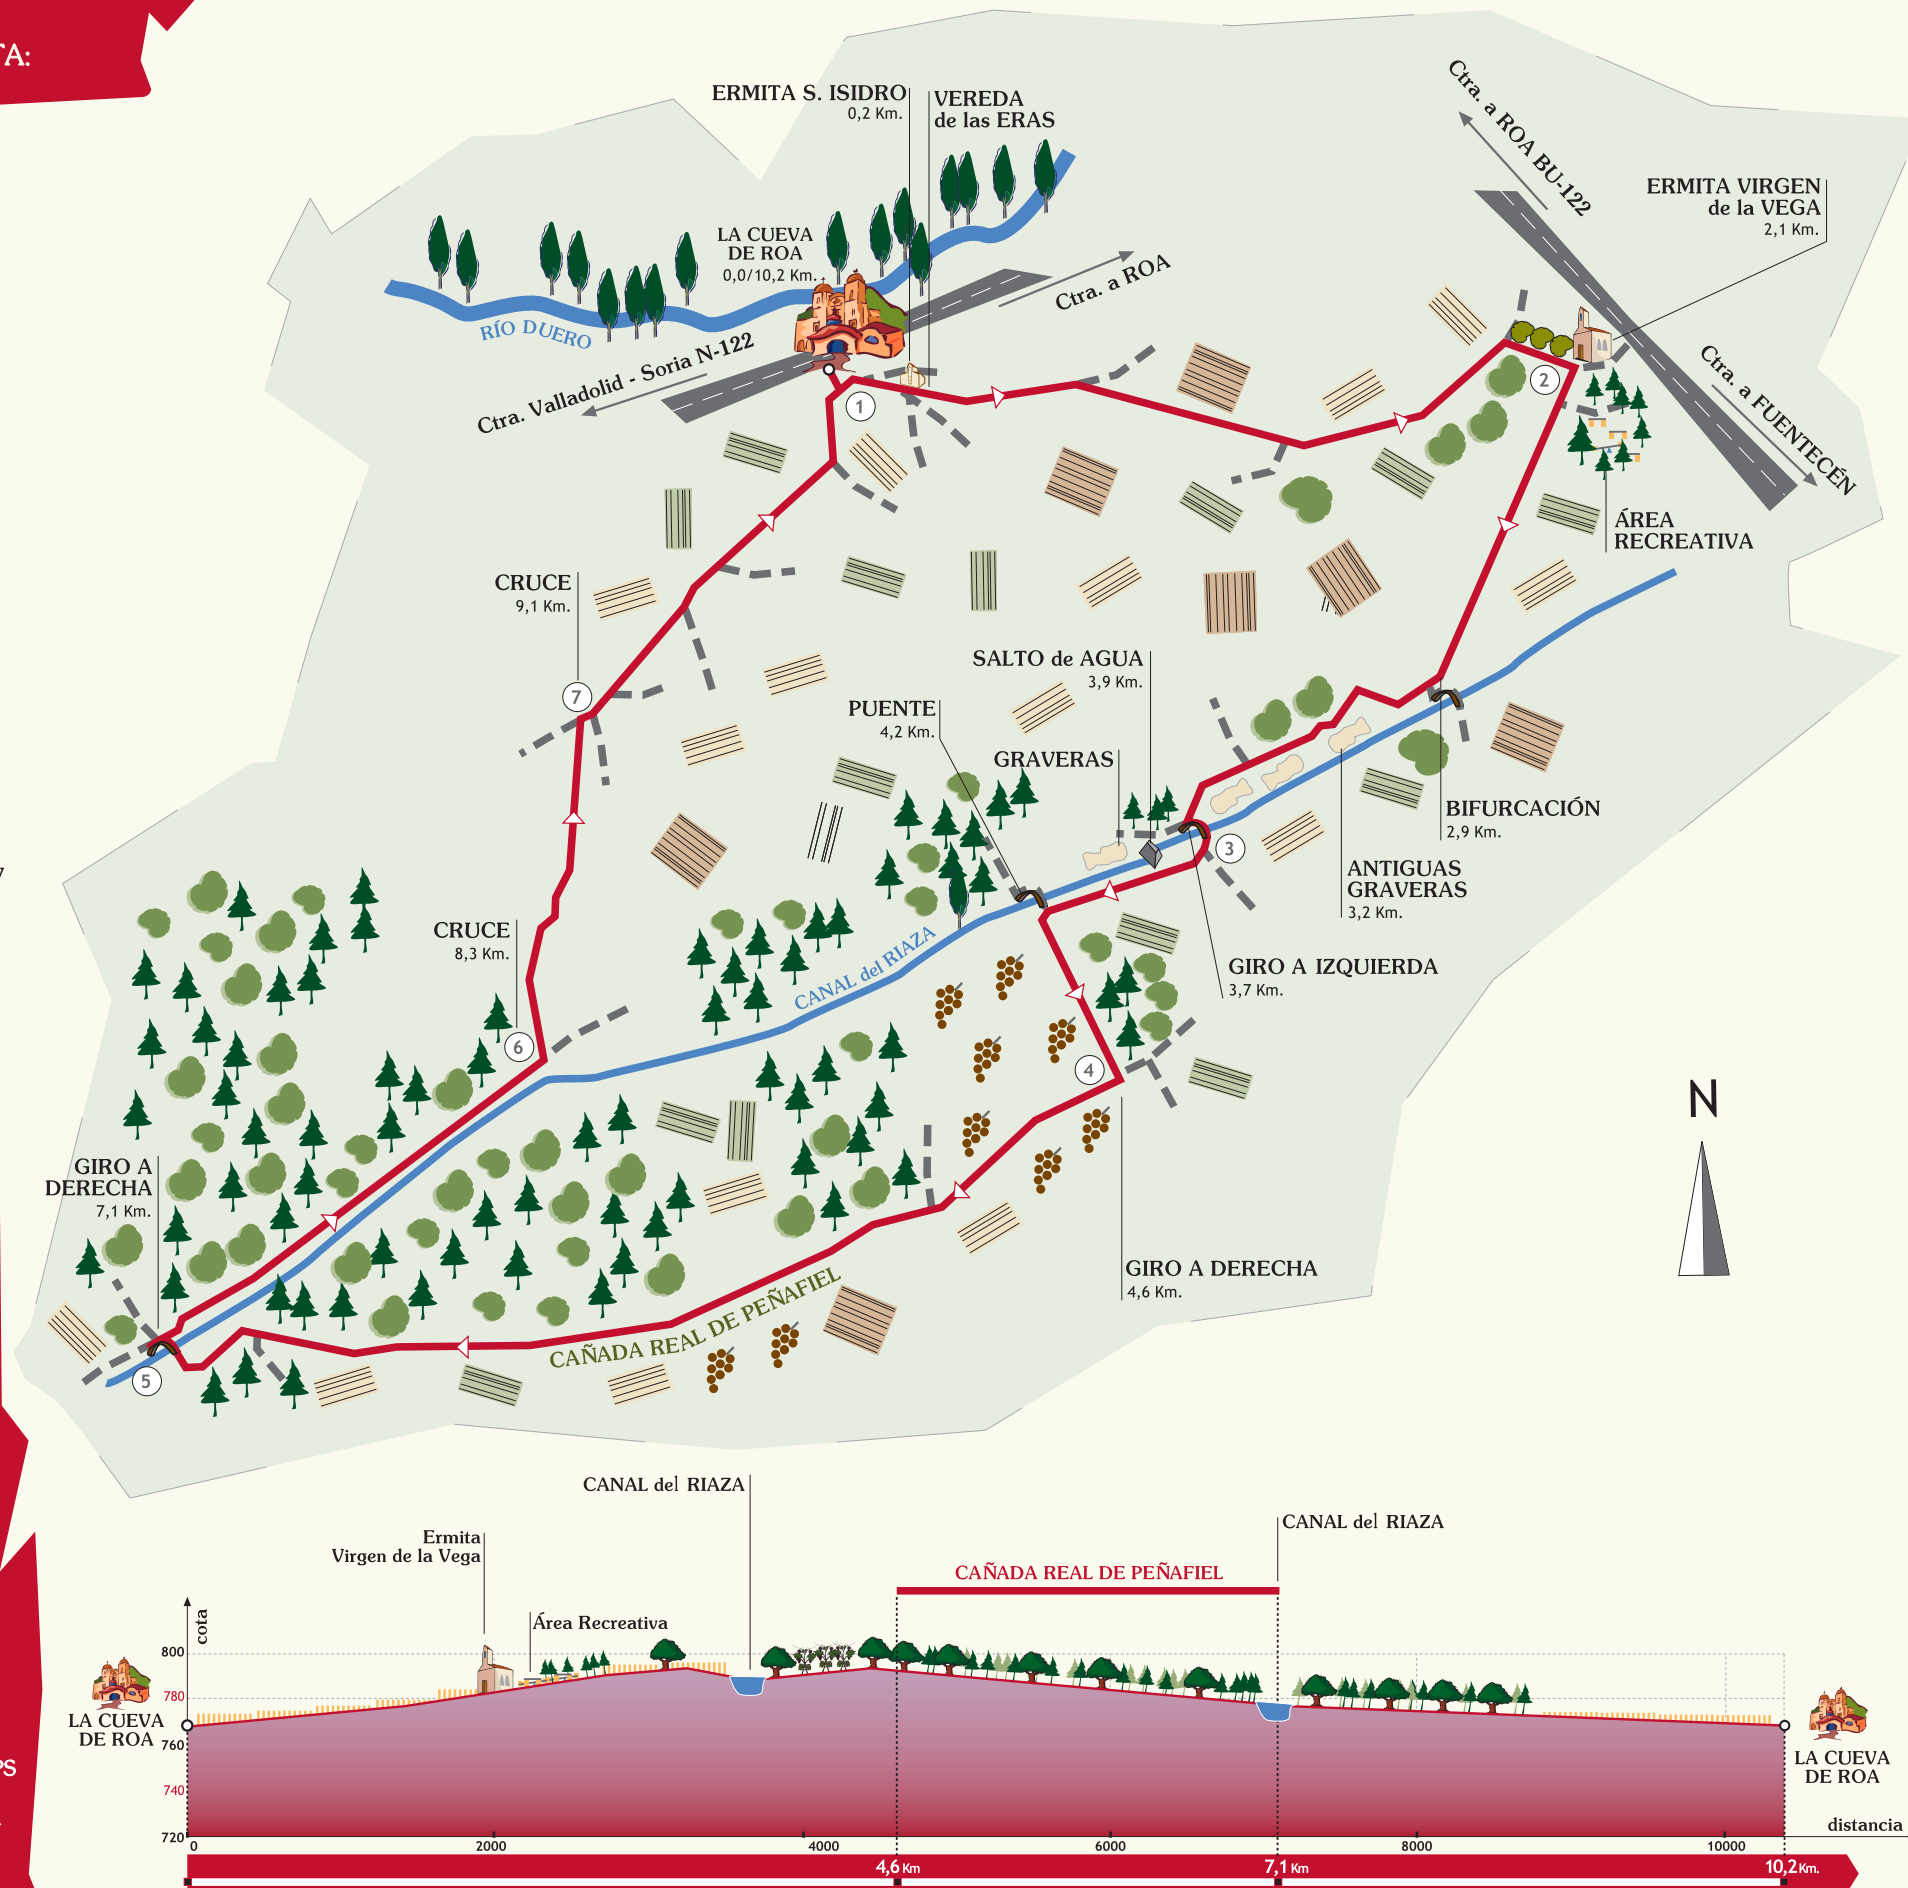 TA:
ERMITA S. ISIDRO
0,2 Km.
VEREDA
de las ERAS
Ctra. a ROA BU-122
ERMITA VIRGEN
de la VEGA
2,1 Km.
LA CUEVA
DE ROA
0,0/10,2 Km.
Ctra. a ROA
RÍO DUERO
Ctra. Valladolid - Soria N-122
Ctra. a FUENTECÉN
1
2
ÁREA
RECREATIVA
CRUCE
9,1 Km.
7
SALTO de AGUA
3,9 Km.
PUENTE
4,2 Km.
GRAVERAS
BIFURCACIÓN
2,9 Km.
3
ANTIGUAS
GRAVERAS
3,2 Km.
CRUCE
8,3 Km.
CANAL del RIAZA
GIRO A IZQUIERDA
3,7 Km.
6
4
N
GIRO A
DERECHA
7,1 Km.
GIRO A DERECHA
4,6 Km.
CAÑADA REAL DE PEÑAFIEL
5
CANAL del RIAZA
CANAL del RIAZA
Ermita
Virgen de la Vega
CAÑADA REAL DE PEÑAFIEL
Área Recreativa
cota
800
780
760
740
720
LA CUEVA
DE ROA
LA CUEVA
DE ROA
distancia
0
2000
4000
6000
8000
10000
4,6 Km
7,1 Km
10,2 Km.
PS